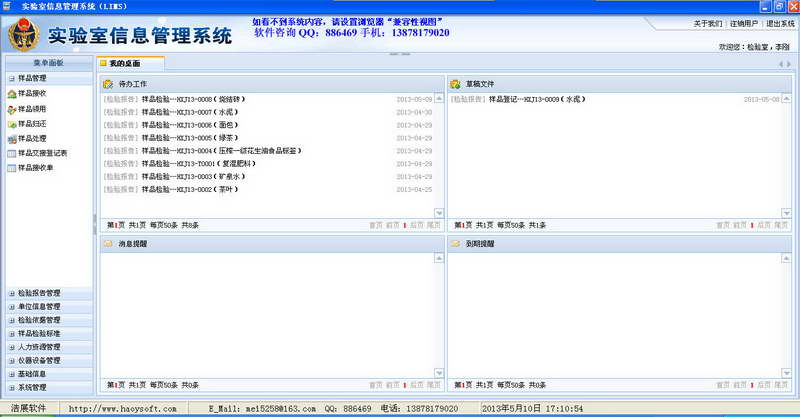 实验室信息管理系统 (LIMS)
实验室信息管理系统
如看不到系统内容，请设置浏览器“兼容性视图”
软件咨询QQ: 886469 手机: 13878179020
关于我们 | 注销用户 | 退出系统
欢迎您：检验室，李刚
集单面板
样品管理
样品接收
样品领用
样品归还
样品处理
样品交接登记表
样品接收单
检验报告管理
单位信息管理
检验依据管理
样品检验标准
人力资源管理
仪器设备管理
基础信息
系统管理
我的桌面
待办工作
[检验报告] 样品检验--HXJ13-0008(烧结砖) 2013-05-09
[检验报告] 样品检验--HXJ13-0007(水泥) 2013-04-30
[检验报告] 样品检验--HXJ13-0006(面包) 2013-04-29
[检验报告] 样品检验--HXJ13-0005(绿茶) 2013-04-29
[检验报告] 样品检验--HXJ13-0004(压榨一级花生油食品标签) 2013-04-29
[检验报告] 样品检验--HXJ13-T0001(复混肥料) 2013-04-29
[检验报告] 样品检验--HXJ13-0003(矿泉水) 2013-04-29
[检验报告] 样品检验--HXJ13-0002(茶叶) 2013-04-25
第1页 共1页 每页50条 共8条 首页 前页 1 后页 尾页
草稿文件
[检验报告] 样品登记--HXJ13-0009(水泥) 2013-05-08
第1页 共1页 每页50条 共1条 首页 前页 1 后页 尾页
消息提醒
第1页 共1页 每页50条 共0条 首页 前页 1 后页 尾页
到期提醒
第1页 共1页 每页50条 共0条 首页 前页 1 后页 尾页
浩展软件 http://www.haoysoft.com E_Mail: mei5258@163.com QQ: 886469 电话: 13878179020 2013年5月10日 17:10:54